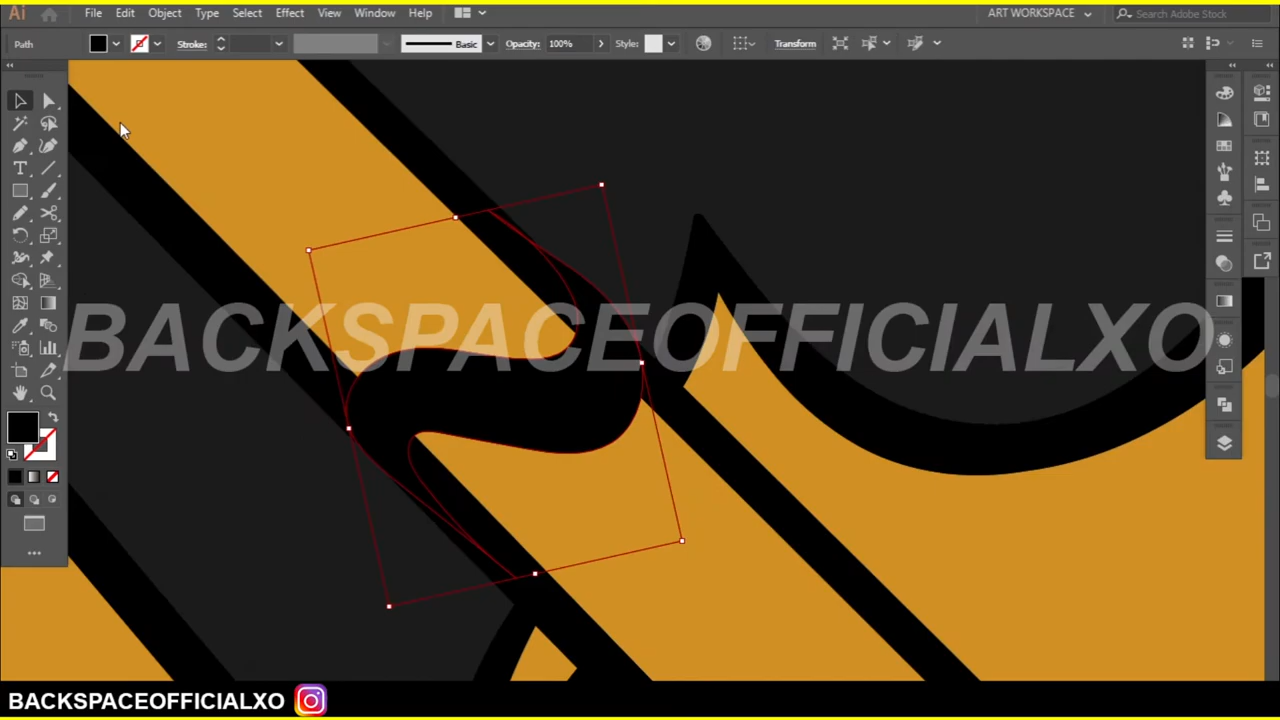 Ai File Edit Object Type Select Effect View Window Help ART WORKSPACE Search Adobe Stock
Path Stroke: Basic Opacity: 100% Style: Transform
BACKSPACEOFFICIALXO
BACKSPACEOFFICIALXO